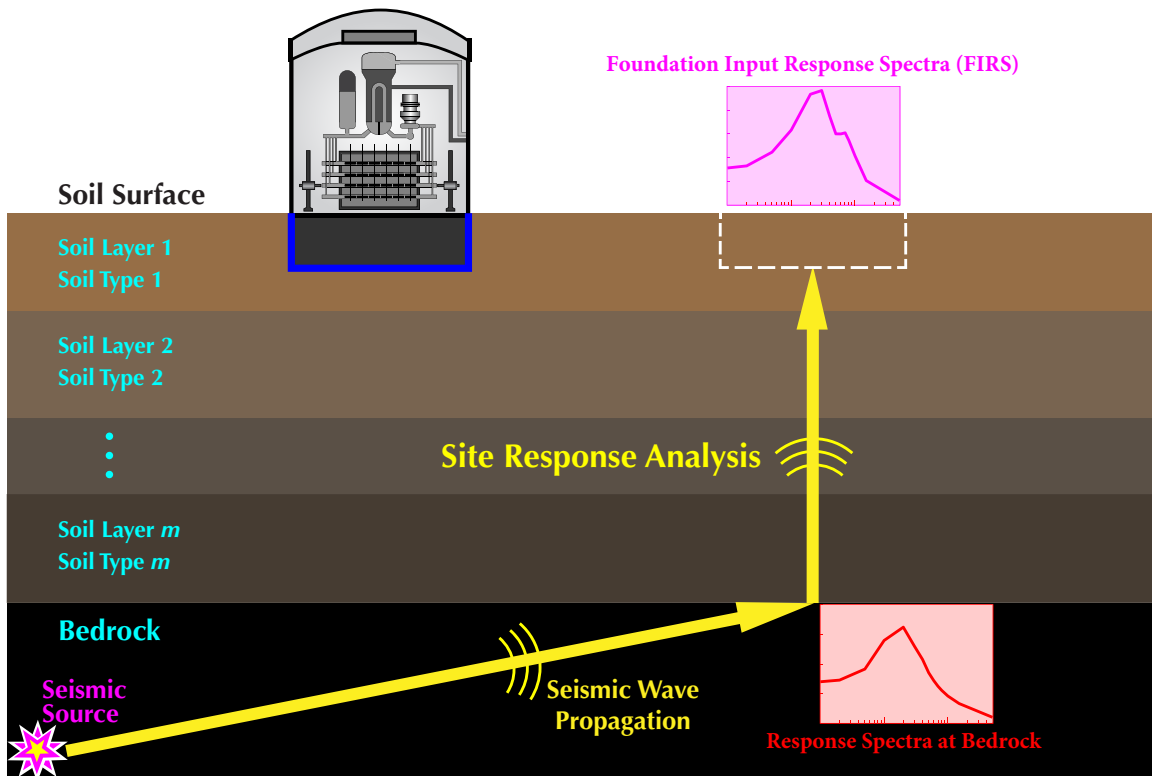 Foundation Input Response Spectra (FIRS)
Soil Surface
Soil Layer 1
Soil Type 1
Soil Layer 2
Soil Type 2
Site Response Analysis
Soil Layer m
Soil Type m
Bedrock
Seismic
Source
Seismic Wave
Propagation
Response Spectra at Bedrock